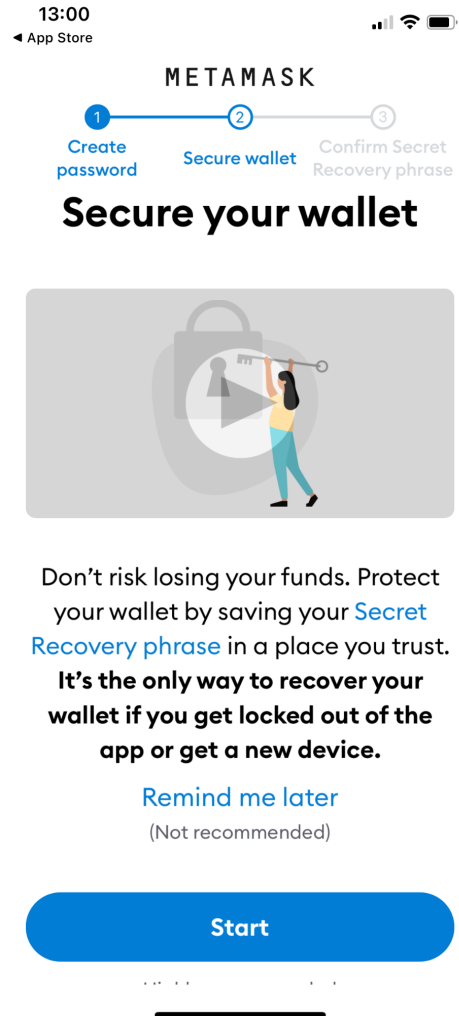 13:00
◀ App Store
METAMASK
1 2 3
Create password
Secure wallet
Confirm Secret Recovery phrase
Secure your wallet
Don’t risk losing your funds. Protect
your wallet by saving your Secret
Recovery phrase in a place you trust.
It’s the only way to recover your
wallet if you get locked out of the
app or get a new device.
Remind me later
(Not recommended)
Start